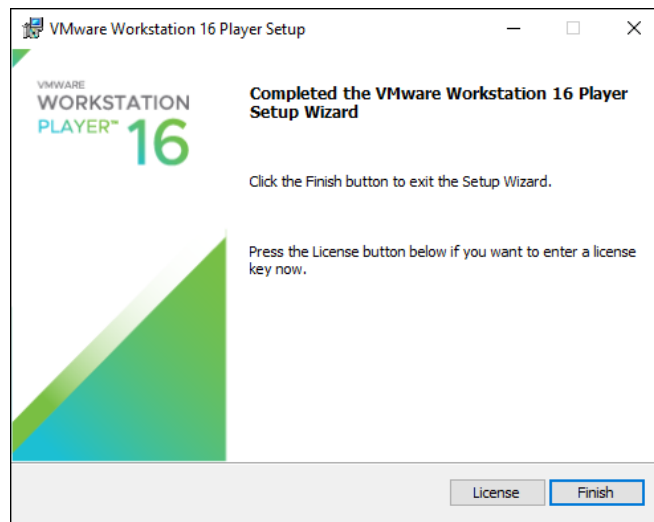 VMware Workstation 16 Player Setup
VMWARE
WORKSTATION
PLAYER™ 16
Completed the VMware Workstation 16 Player
Setup Wizard
Click the Finish button to exit the Setup Wizard.
Press the License button below if you want to enter a license
key now.
License
Finish